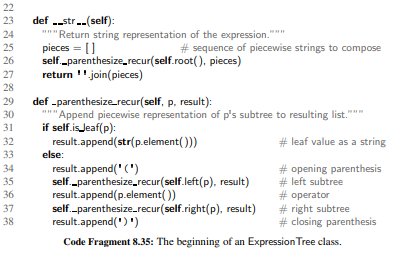 22
23 def __str__(self):
24 """Return string representation of the expression."""
25 pieces = [ ] # sequence of piecewise strings to compose
26 self._parenthesize_recur(self.root(), pieces)
27 return ''.join(pieces)
28
29 def _parenthesize_recur(self, p, result):
30 """Append piecewise representation of p's subtree to resulting list."""
31 if self.is_leaf(p):
32 result.append(str(p.element())) # leaf value as a string
33 else:
34 result.append('(') # opening parenthesis
35 self._parenthesize_recur(self.left(p), result) # left subtree
36 result.append(p.element()) # operator
37 self._parenthesize_recur(self.right(p), result) # right subtree
38 result.append(')') # closing parenthesis
Code Fragment 8.35: The beginning of an ExpressionTree class.